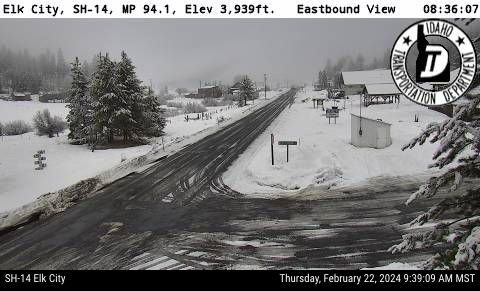 Elk City, SH-14, MP 94.1, Elev 3,939ft.   Eastbound View   08:36:07
IDAHO
TRANSPORTATION DEPARTMENT
SH-14 Elk City   Thursday, February 22, 2024 9:39:09 AM MST